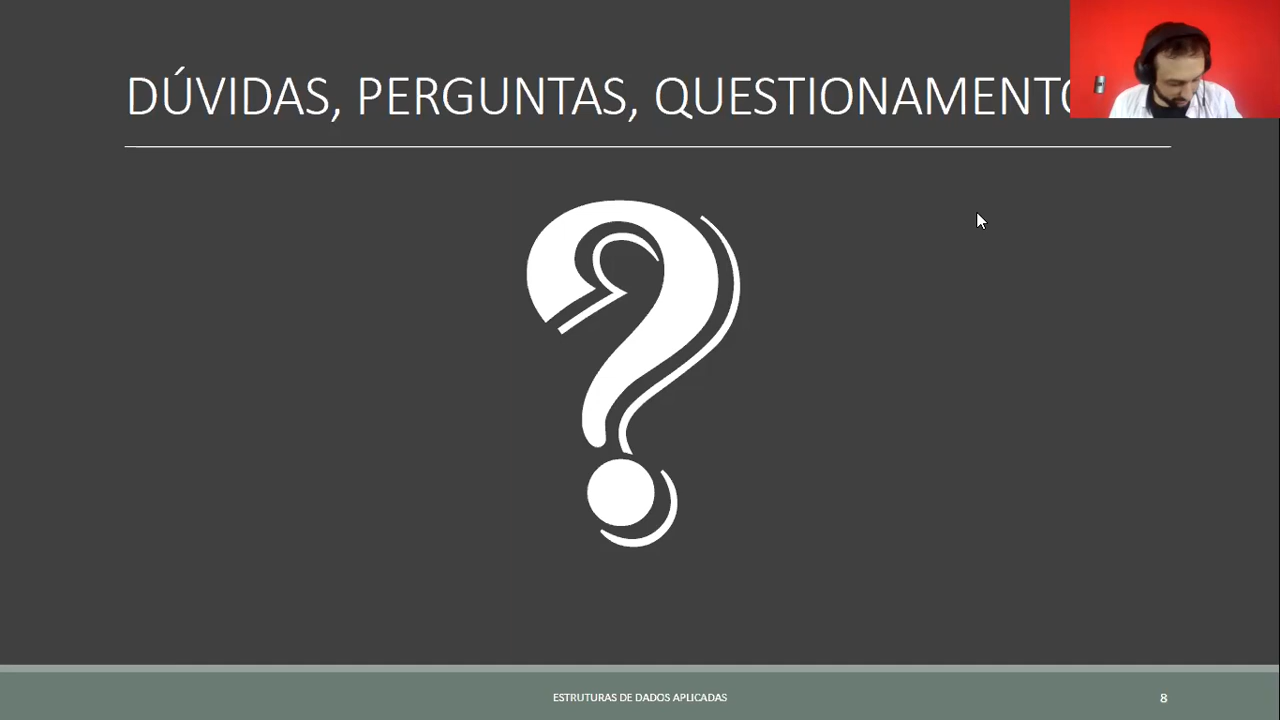 DÚVIDAS, PERGUNTAS, QUESTIONAMENTO
ESTRUTURAS DE DADOS APLICADAS
8